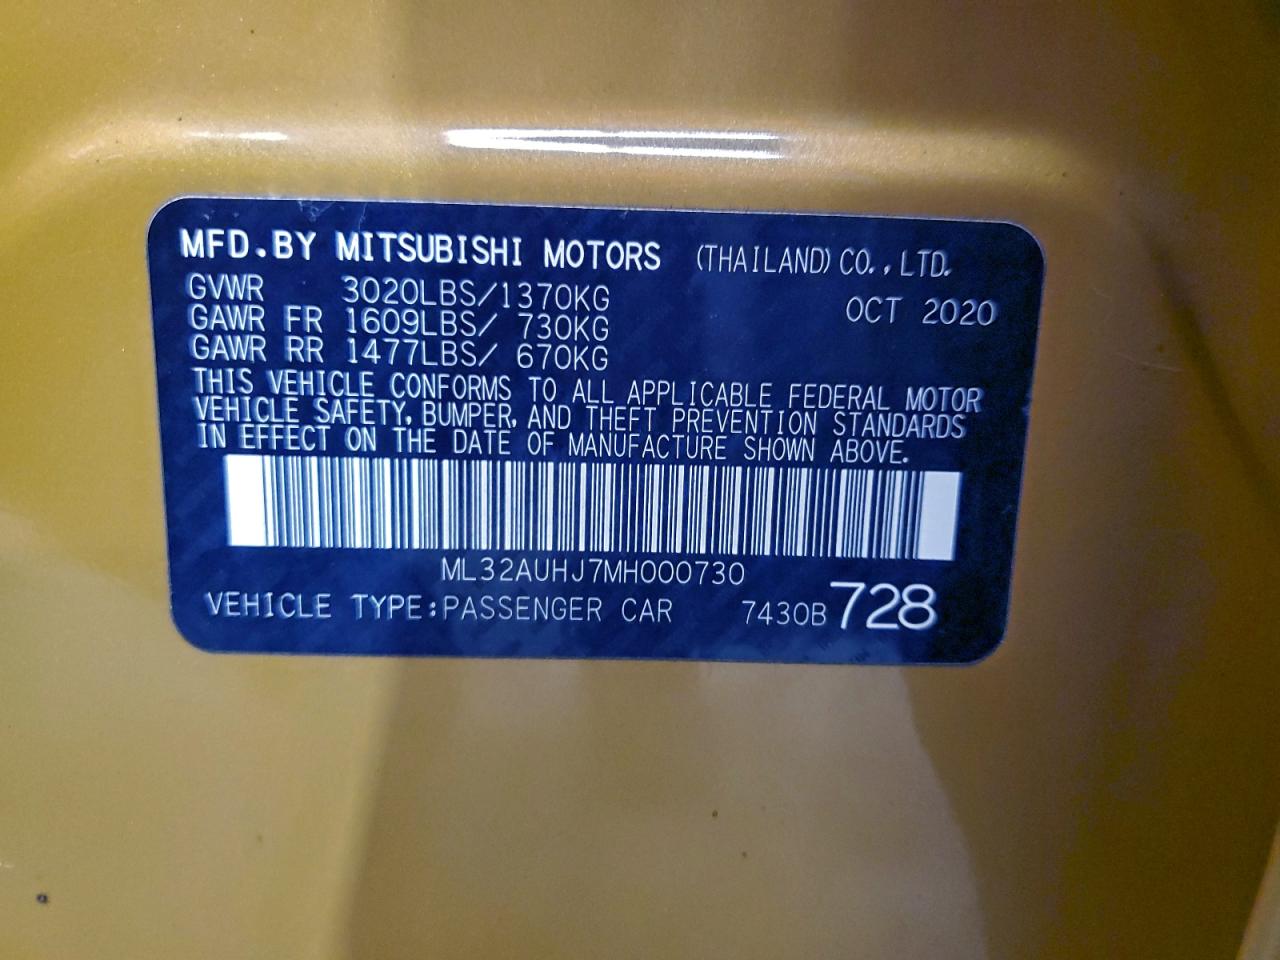 MFD.BY MITSUBISHI MOTORS (THAILAND) CO.,LTD.
GVWR 3020LBS/1370KG OCT 2020
GAWR FR 1609LBS/ 730KG
GAWR RR 1477LBS/ 670KG
THIS VEHICLE CONFORMS TO ALL APPLICABLE FEDERAL MOTOR
VEHICLE SAFETY, BUMPER, AND THEFT PREVENTION STANDARDS
IN EFFECT ON THE DATE OF MANUFACTURE SHOWN ABOVE.
ML32AUHJ7MH000730
VEHICLE TYPE:PASSENGER CAR 7430B 728